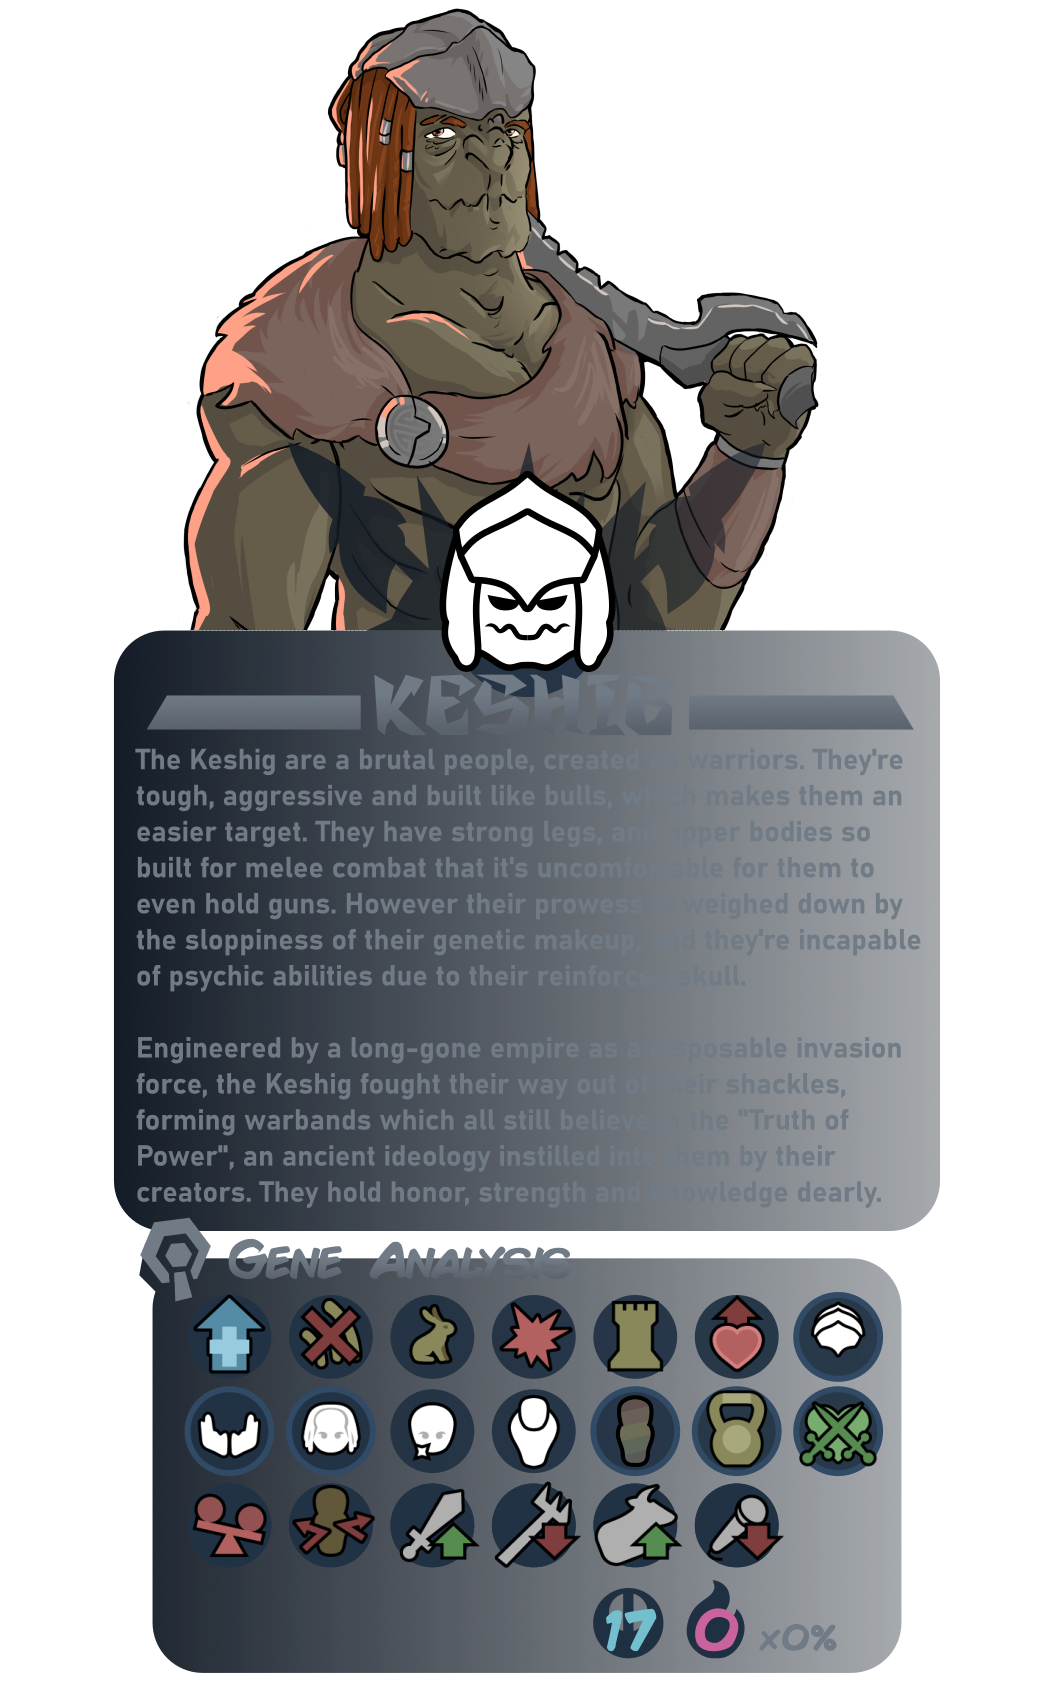 KESHIG
The Keshig are a brutal people, created as warriors. They're
tough, aggressive and built like bulls, which makes them an
easier target. They have strong legs, and upper bodies so
built for melee combat that it's uncomfortable for them to
even hold guns. However their prowess is weighed down by
the sloppiness of their genetic makeup, and they're incapable
of psychic abilities due to their reinforced skull.
Engineered by a long-gone empire as a disposable invasion
force, the Keshig fought their way out of their shackles,
forming warbands which all still believe in the "Truth of
Power", an ancient ideology instilled into them by their
creators. They hold honor, strength and knowledge dearly.
GENE ANALYSIS
17 0 x0%